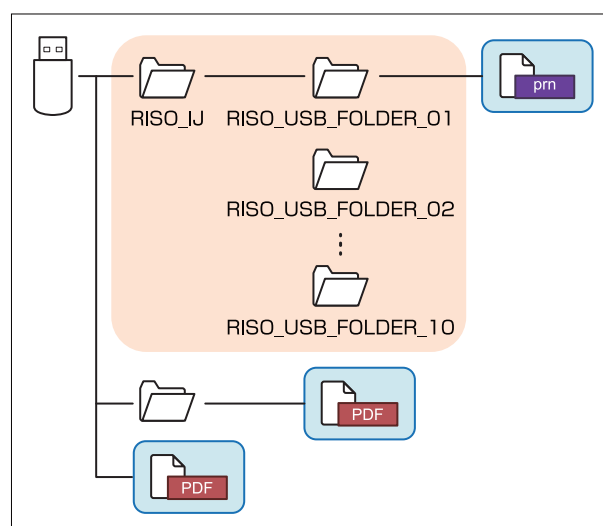 prn
RISO_IJ RISO_USB_FOLDER_01
RISO_USB_FOLDER_02
RISO_USB_FOLDER_10
PDF
PDF